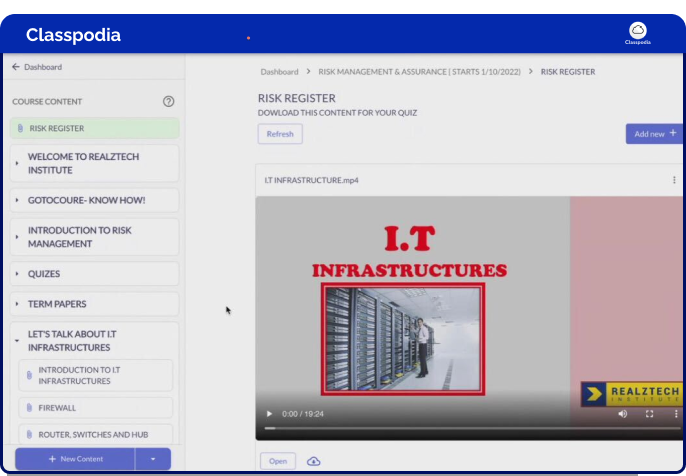 Classpodia
Classpodia
Dashboard
COURSE CONTENT
RISK REGISTER
WELCOME TO REALZTECH
INSTITUTE
GOTOCOURE- KNOW HOW!
INTRODUCTION TO RISK
MANAGEMENT
QUIZES
TERM PAPERS
LET'S TALK ABOUT I.T
INFRASTRUCTURES
INTRODUCTION TO I.T
INFRASTRUCTURES
FIREWALL
ROUTER, SWITCHES AND HUB
+ New Content
Dashboard > RISK MANAGEMENT & ASSURANCE [ STARTS 1/10/2022) > RISK REGISTER
RISK REGISTER
DOWLOAD THIS CONTENT FOR YOUR QUIZ
Refresh
Add new +
I.T INFRASTRUCTURE.mp4
I.T
INFRASTRUCTURES
REALZTECH
INSTITUTE
0:00 / 19:24
Open